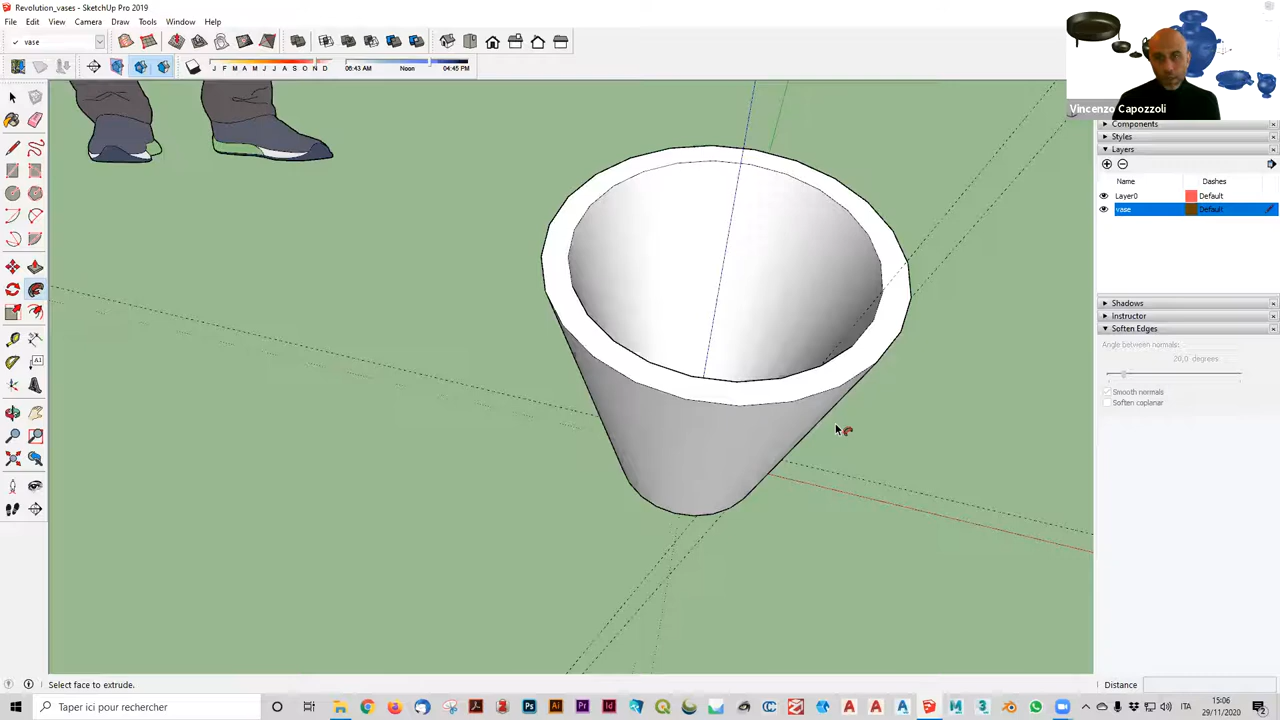 Revolution_vases - SketchUp Pro 2019
File Edit View Camera Draw Tools Window Help
vase
J F M A M J J A S O N D
06:43 AM Noon 04:45 PM
Vincenzo Capozzoli
Components
Styles
Layers
Name Dashes
Layer0 Default
vase Default
Shadows
Instructor
Soften Edges
Angle between normals:
20,0 degrees
Smooth normals
Soften coplanar
Select face to extrude.
Distance
Taper ici pour rechercher
ITA
15:06
29/11/2020